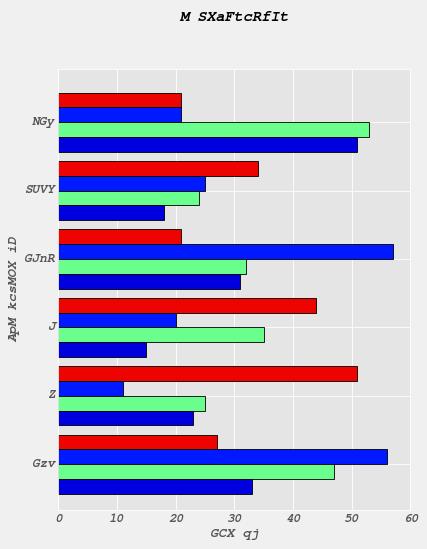 M SXaFtcRfIt
NGy
SUVY
GJnR
J
Z
Gzv
ApM kcsMOX iD
0 10 20 30 40 50 60
GCX qj